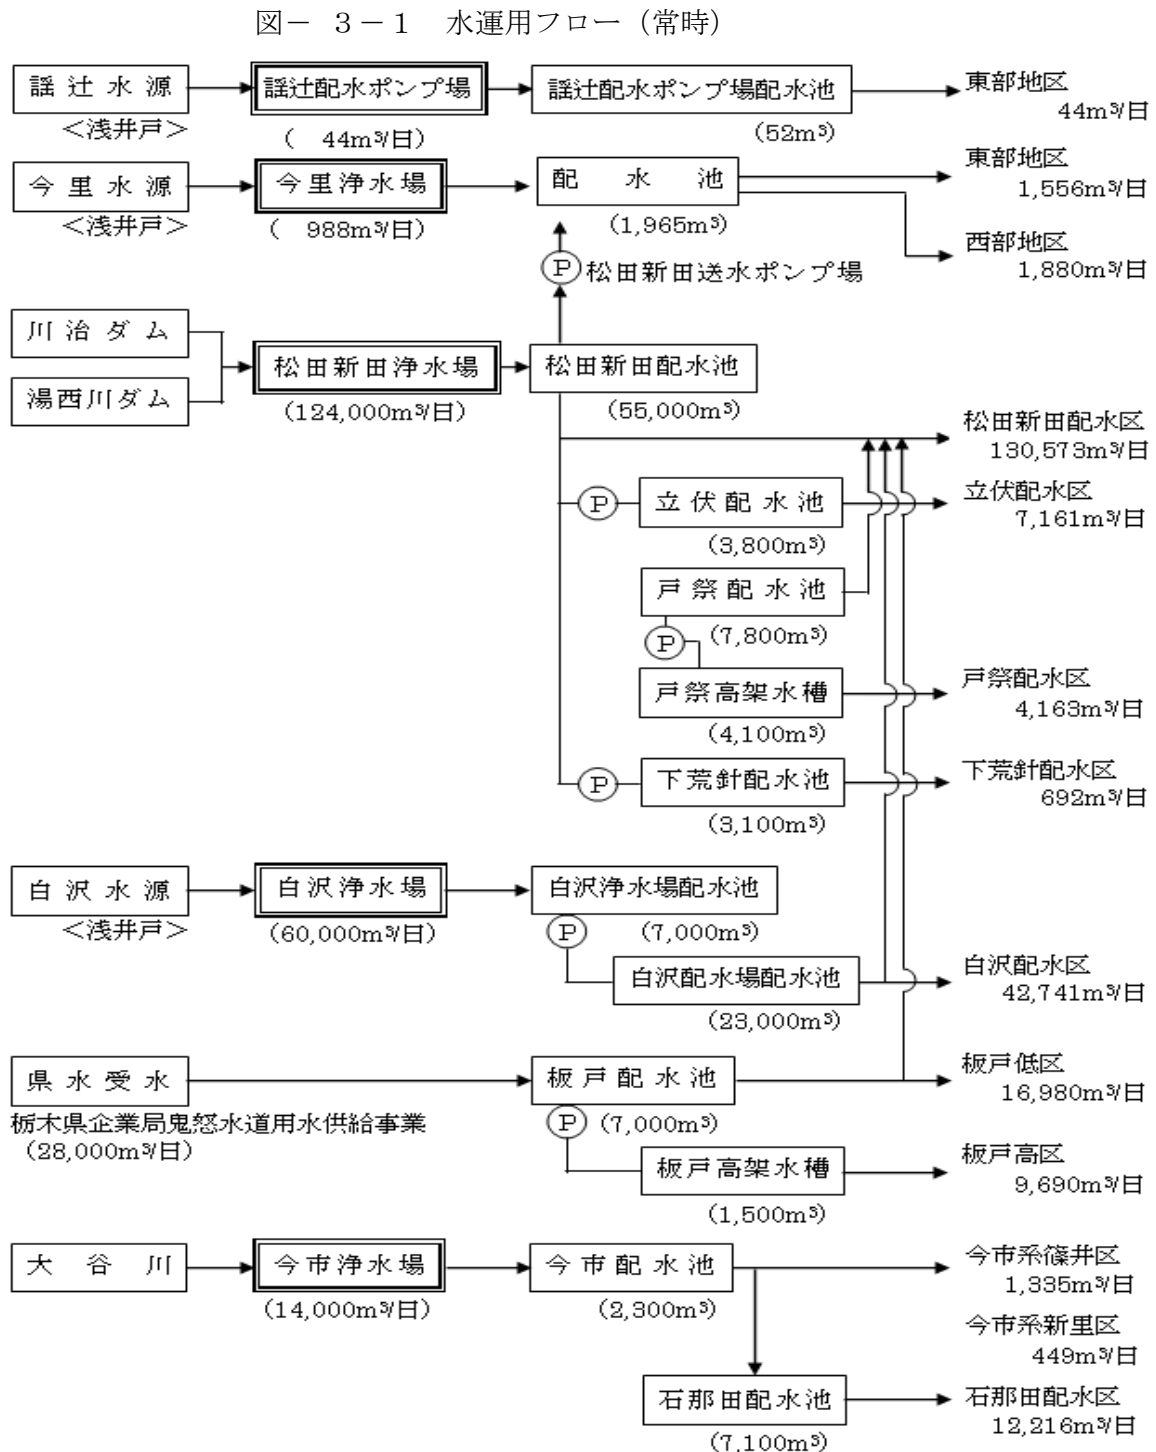 図－ ３－１ 水運用フロー（常時）
謡辻水源
謡辻配水ポンプ場
謡辻配水ポンプ場配水池
東部地区
44m³/日
＜浅井戸＞
( 44m³/日)
(52m³)
今里水源
今里浄水場
配水池
東部地区
1,556m³/日
＜浅井戸＞
( 988m³/日)
(1,965m³)
西部地区
1,880m³/日
P
松田新田送水ポンプ場
川治ダム
湯西川ダム
松田新田浄水場
松田新田配水池
(124,000m³/日)
(55,000m³)
松田新田配水区
130,573m³/日
P
立伏配水池
立伏配水区
7,161m³/日
(3,800m³)
戸祭配水池
(7,800m³)
P
戸祭高架水槽
戸祭配水区
4,163m³/日
(4,100m³)
P
下荒針配水池
下荒針配水区
692m³/日
(3,100m³)
白沢水源
白沢浄水場
白沢浄水場配水池
＜浅井戸＞
(60,000m³/日)
P
(7,000m³)
白沢配水場配水池
白沢配水区
42,741m³/日
(23,000m³)
県水受水
板戸配水池
板戸低区
16,980m³/日
栃木県企業局鬼怒水道用水供給事業
(28,000m³/日)
P
(7,000m³)
板戸高架水槽
板戸高区
9,690m³/日
(1,500m³)
大谷川
今市浄水場
今市配水池
今市系篠井区
1,335m³/日
(14,000m³/日)
(2,300m³)
今市系新里区
449m³/日
石那田配水池
石那田配水区
12,216m³/日
(7,100m³)